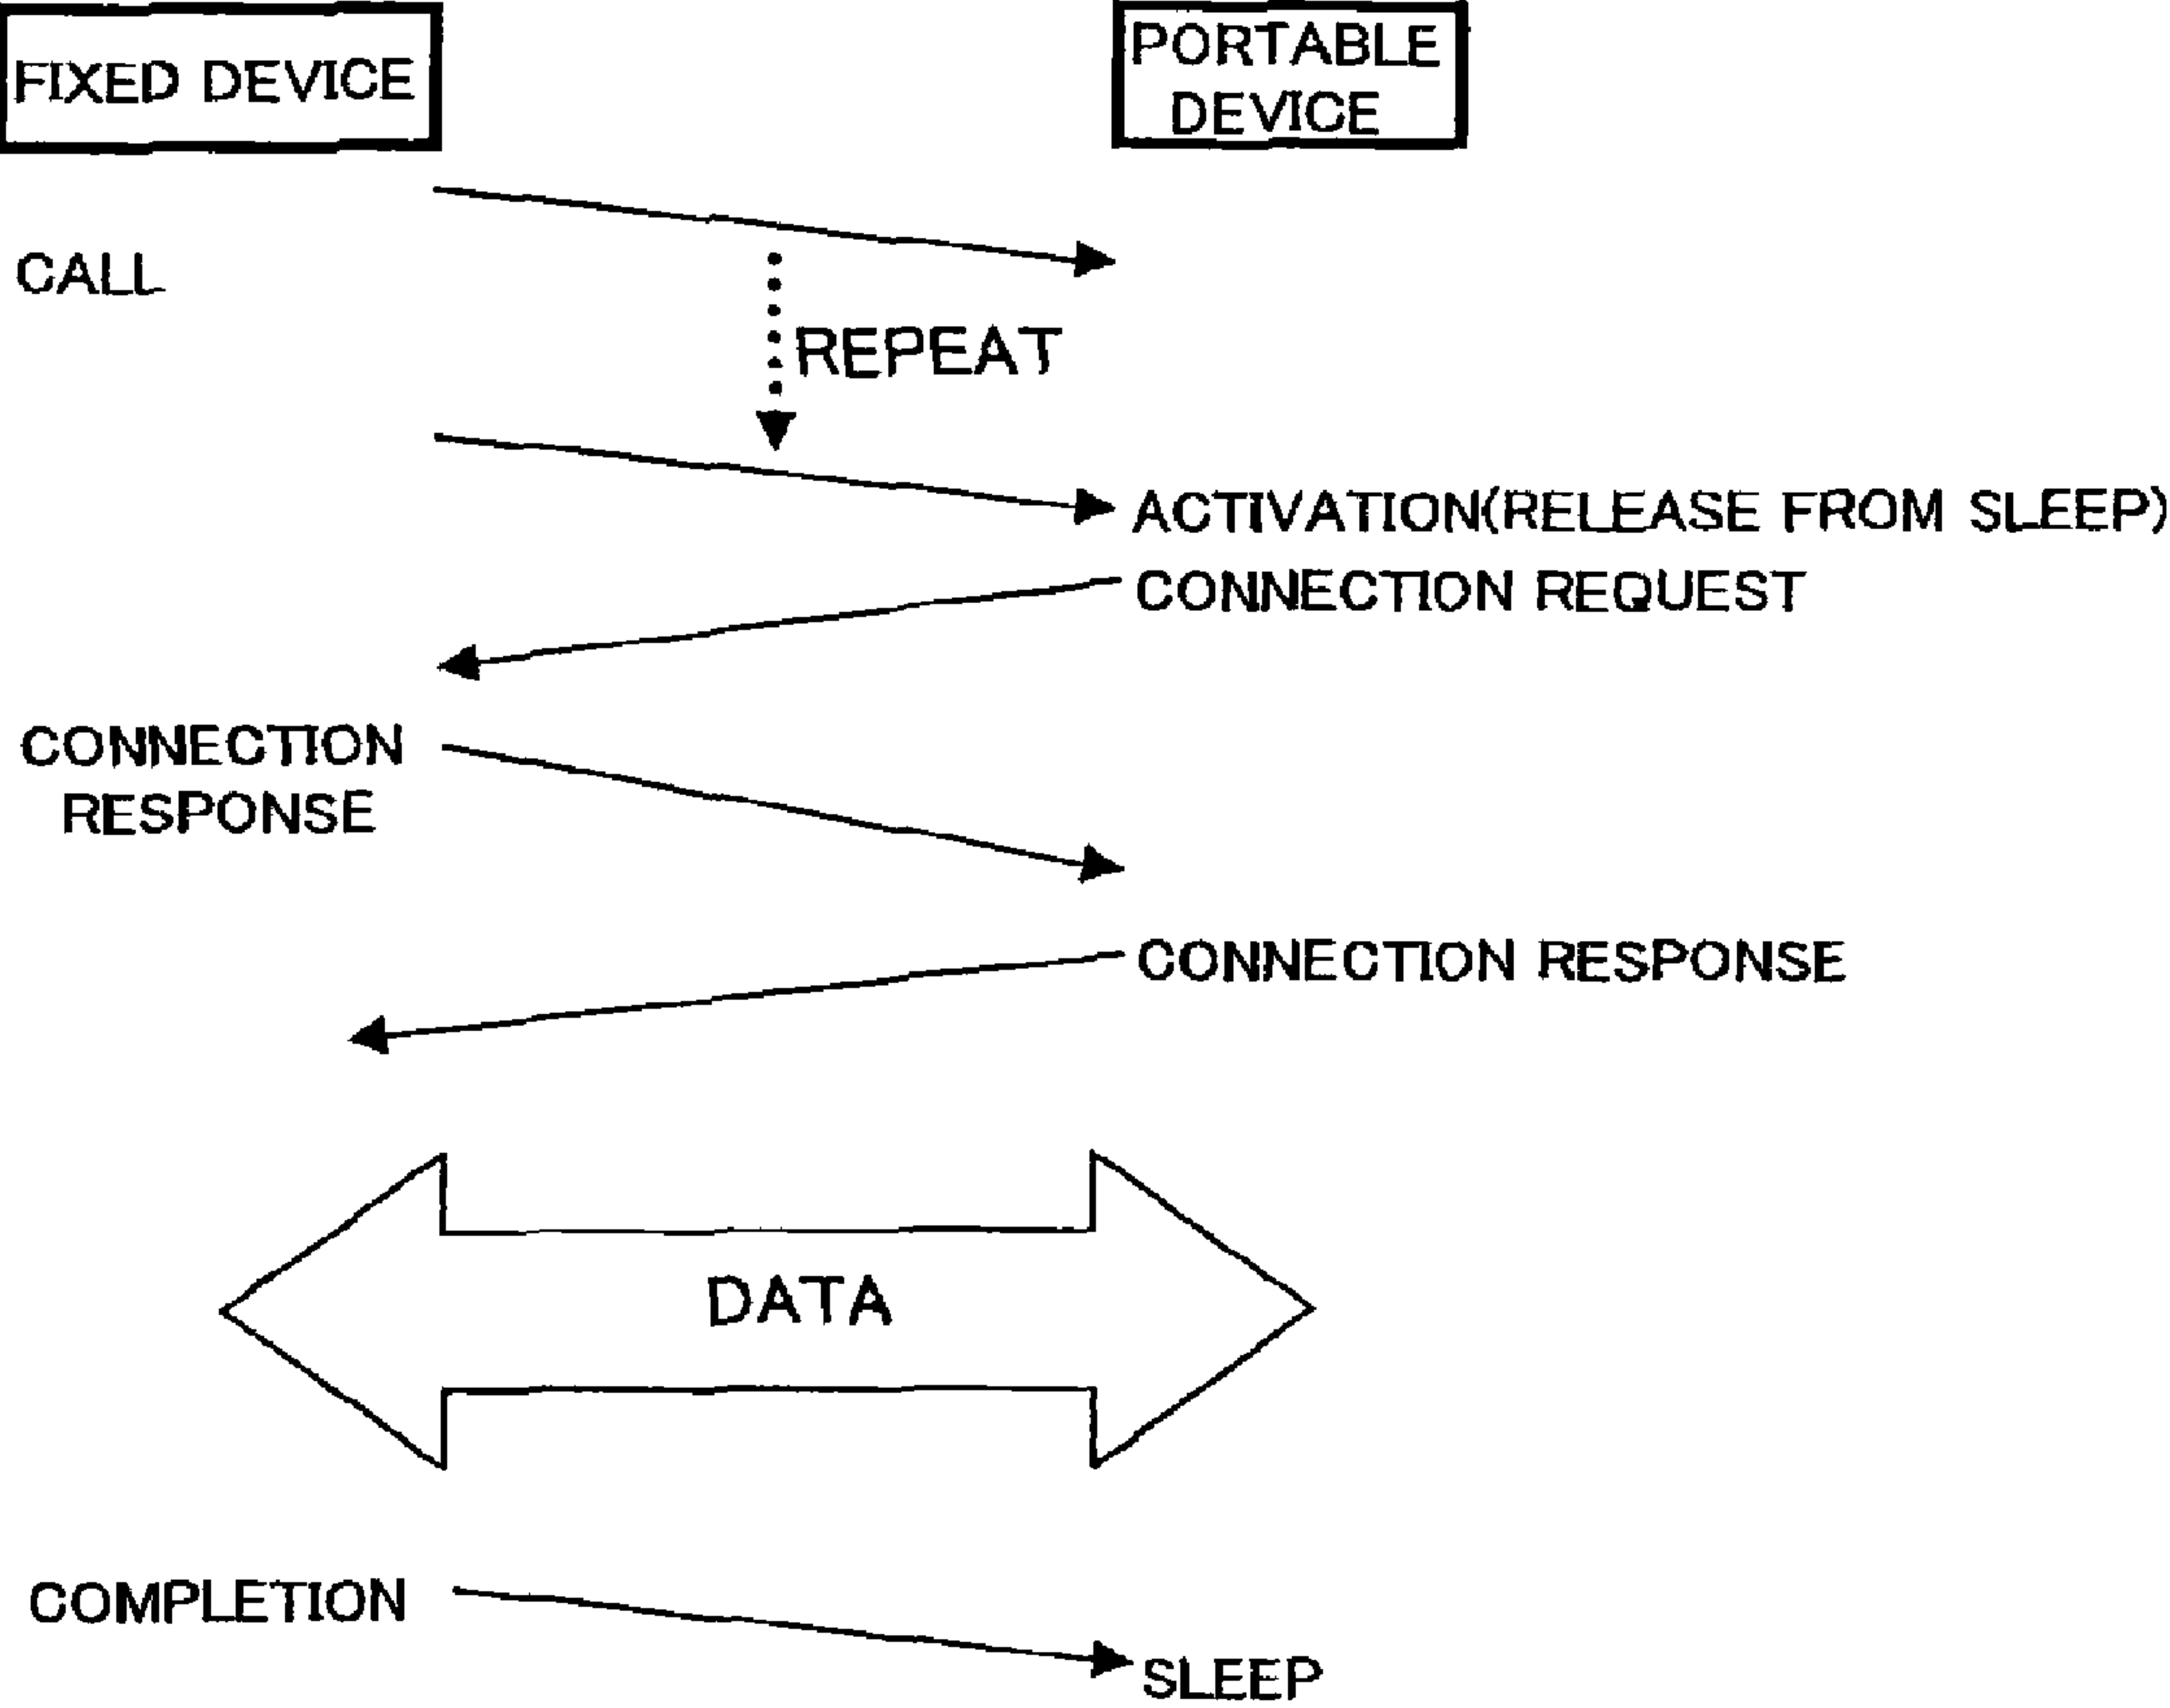 FIXED DEVICE
PORTABLE
DEVICE
CALL
REPEAT
ACTIVATION(RELEASE FROM SLEEP)
CONNECTION REQUEST
CONNECTION
RESPONSE
CONNECTION RESPONSE
DATA
COMPLETION
SLEEP